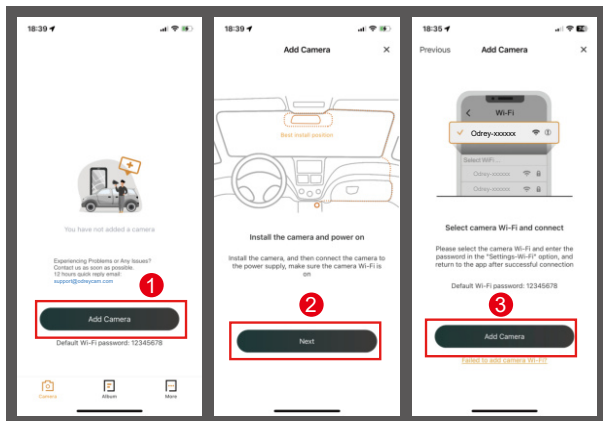 18:39
You have not added a camera
Experiencing Problems or Any Issues?
Contact us as soon as possible.
12 hours quick reply email:
support@odreycam.com
1
Add Camera
Default Wi-Fi password: 12345678
Camera
Album
More
18:39
Add Camera
Best install position
Install the camera and power on
Install the camera, and then connect the camera to
the power supply, make sure the camera Wi-Fi is
on
2
Next
18:35
Previous
Add Camera
Wi-Fi
Odrey-xxxxxx
Select WiFi...
Odrey-xxxxxx
Odrey-xxxxxx
Select camera Wi-Fi and connect
Please select the camera Wi-Fi and enter the
password in the "Settings-Wi-Fi" option, and
return to the app after successful connection
Default Wi-Fi password: 12345678
3
Add Camera
Failed to add camera Wi-Fi?